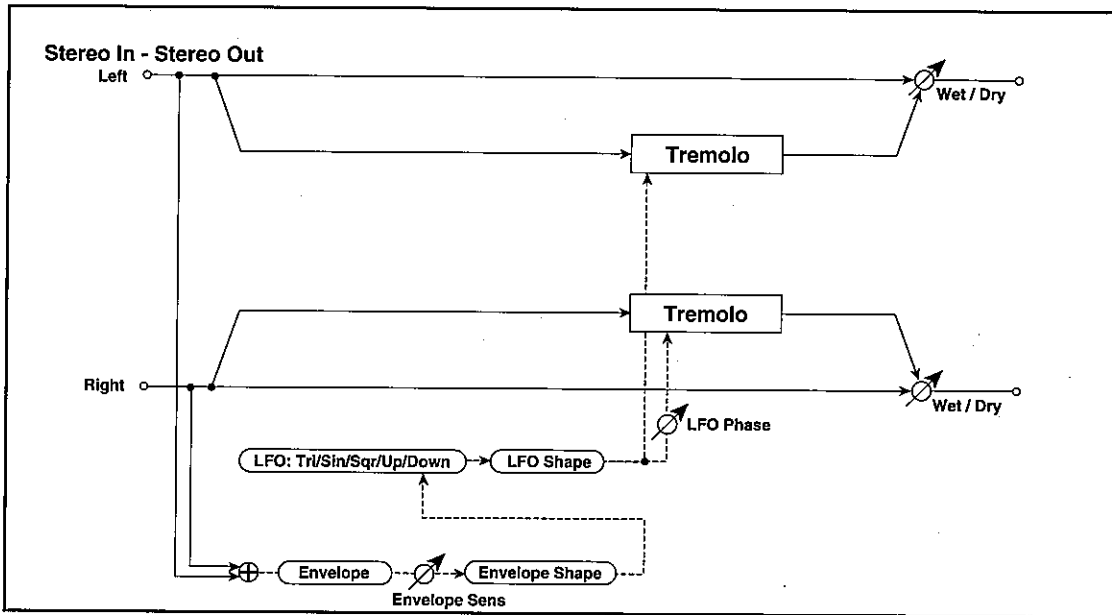 Stereo In - Stereo Out
Left
Wet / Dry
Tremolo
Tremolo
Right
Wet / Dry
LFO Phase
LFO: Tri/Sin/Sqr/Up/Down
LFO Shape
Envelope
Envelope Shape
Envelope Sens